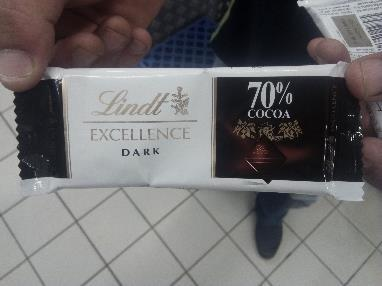 Lindt
EXCELLENCE
DARK
70%
COCOA